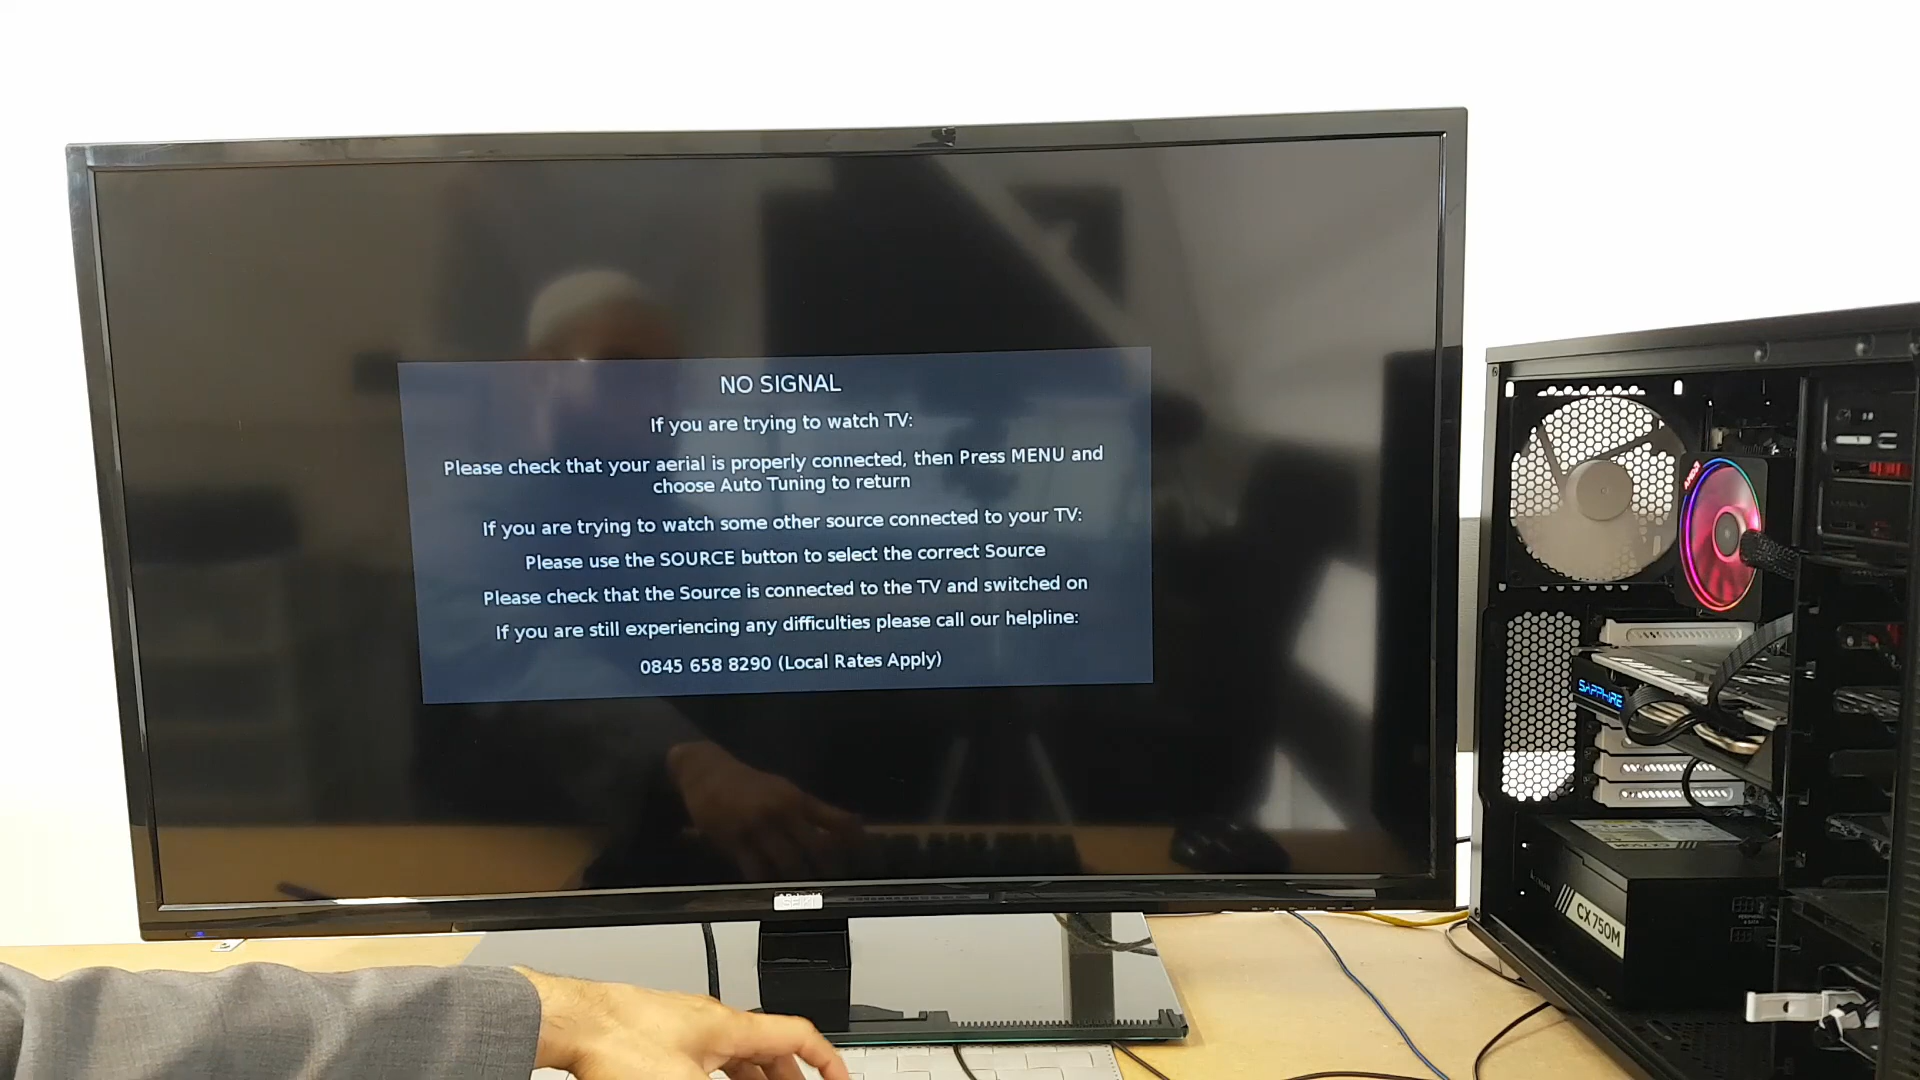 NO SIGNAL
If you are trying to watch TV:
Please check that your aerial is properly connected, then Press MENU and
choose Auto Tuning to return
If you are trying to watch some other source connected to your TV:
Please use the SOURCE button to select the correct Source
Please check that the Source is connected to the TV and switched on
If you are still experiencing any difficulties please call our helpline:
0845 658 8290 (Local Rates Apply)
AMD
SAPPHIRE
CX750M